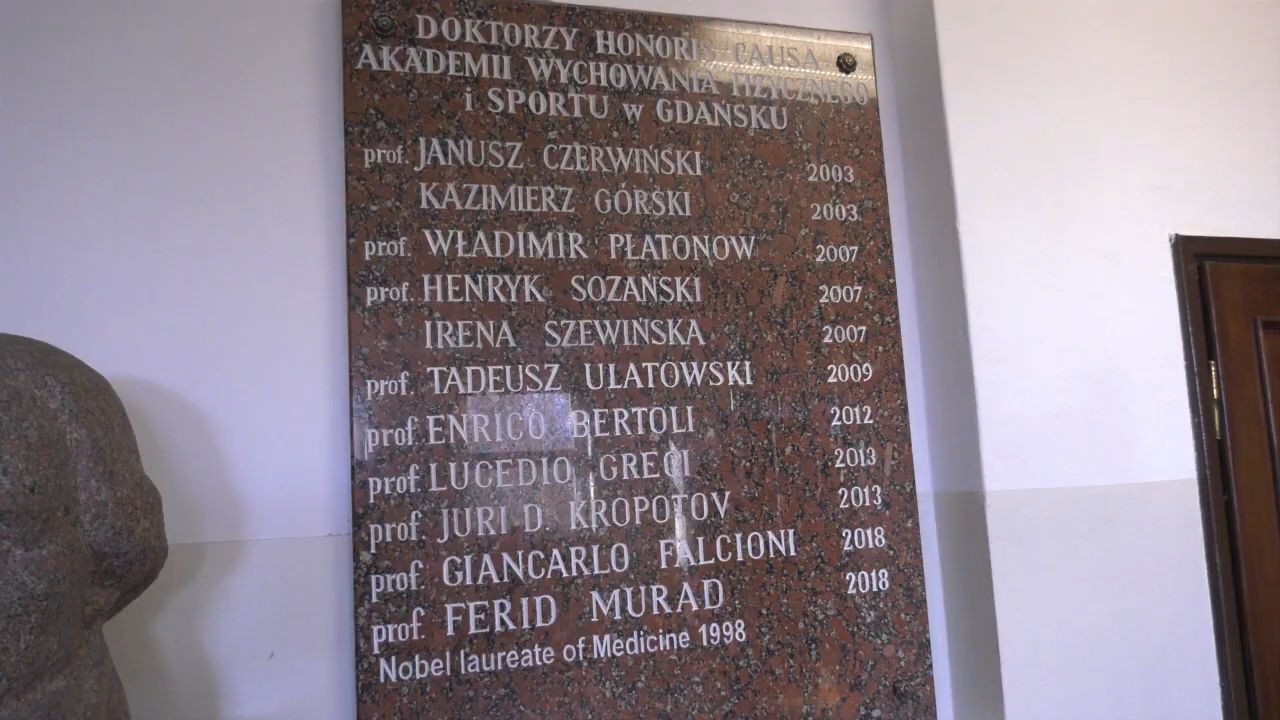 DOKTORZY HONORIS CAUSA
AKADEMII WYCHOWANIA FIZYCZNEGO
i SPORTU w GDAŃSKU
prof. JANUSZ CZERWIŃSKI 2003
KAZIMIERZ GÓRSKI 2003
prof. WŁADIMIR PŁATONOW 2007
prof. HENRYK SOZAŃSKI 2007
IRENA SZEWIŃSKA 2007
prof. TADEUSZ UŁATOWSKI 2009
prof. ENRICO BERTOLI 2012
prof. LUCEDIO GRECI 2013
prof JURI D. KROPOTOV 2013
prof. GIANCARLO FALCIONI 2018
prof. FERID MURAD 2018
Nobel laureate of Medicine 1998